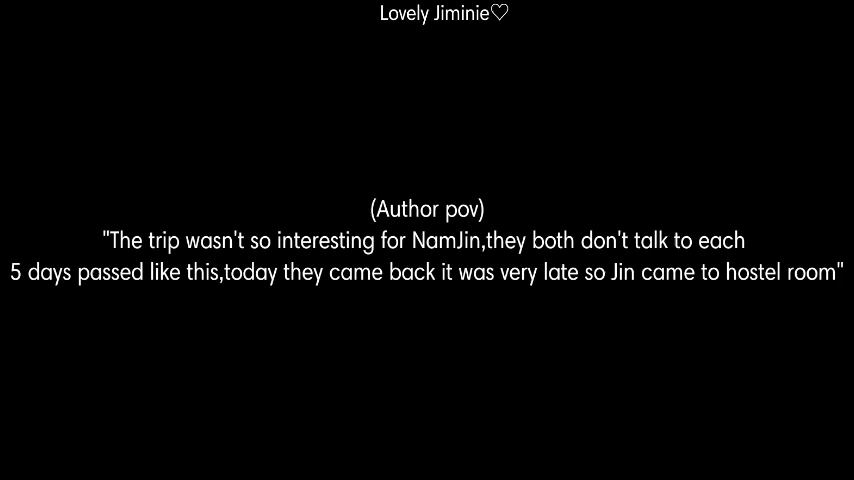 Lovely Jiminie♡
(Author pov)
"The trip wasn't so interesting for NamJin,they both don't talk to each
5 days passed like this,today they came back it was very late so Jin came to hostel room"